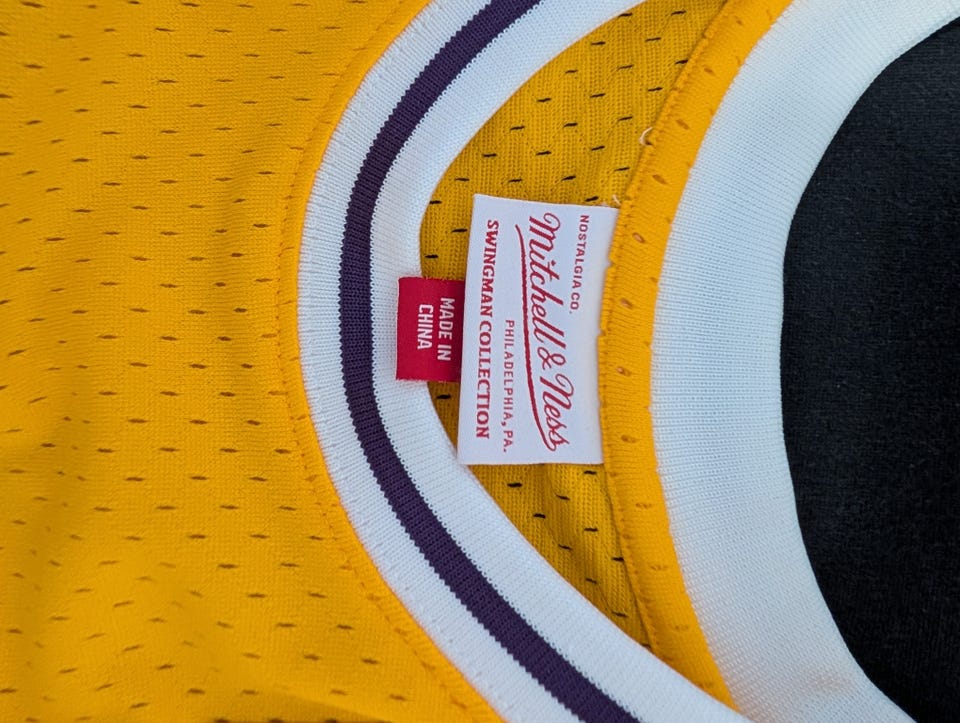 NOSTALGIA CO.
Mitchell & Ness
PHILADELPHIA, PA.
SWINGMAN COLLECTION
MADE IN
CHINA